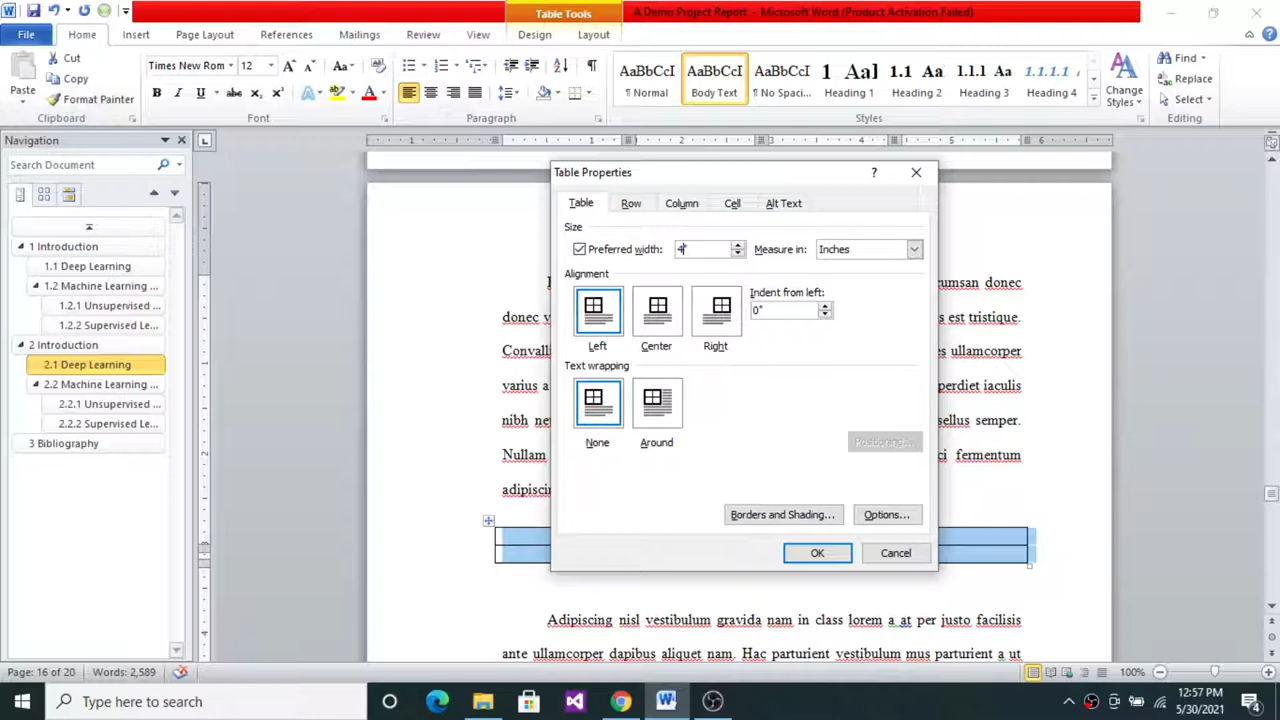 Table Tools
A Demo Project Report - Microsoft Word (Product Activation Failed)
File
Home
Insert
Page Layout
References
Mailings
Review
View
Design
Layout
Paste
Cut
Copy
Format Painter
Clipboard
Times New Rom
12
Font
Paragraph
AaBbCcI
¶ Normal
AaBbCcI
Body Text
AaBbCcI
¶ No Spaci...
1 Aa]
Heading 1
1.1 Aa
Heading 2
1.1.1 Aa
Heading 3
1.1.1.1
Heading 4
Styles
Change
Styles
Find
Replace
Select
Editing
Navigation
Search Document
1 Introduction
1.1 Deep Learning
1.2 Machine Learning ...
1.2.1 Unsupervised ...
1.2.2 Supervised Le...
2 Introduction
2.1 Deep Learning
2.2 Machine Learning ...
2.2.1 Unsupervised ...
2.2.2 Supervised Le...
3 Bibliography
Table Properties
Table
Row
Column
Cell
Alt Text
Size
Preferred width:
4"
Measure in:
Inches
Alignment
Left
Center
Right
Indent from left:
0"
Text wrapping
None
Around
Positioning...
Borders and Shading...
Options...
OK
Cancel
cumsan donec
donec
est tristique.
ullamcorper
varius
perdiet iaculis
nibh
semper.
Nullam
fermentum
Adipiscing nisl vestibulum gravida nam in class lorem a at per justo facilisis
ante ullamcorper dapibus aliquet nam. Hac parturient vestibulum mus parturient a ut
Page: 16 of 20
Words: 2,589
100%
Type here to search
12:57 PM
5/30/2021
4